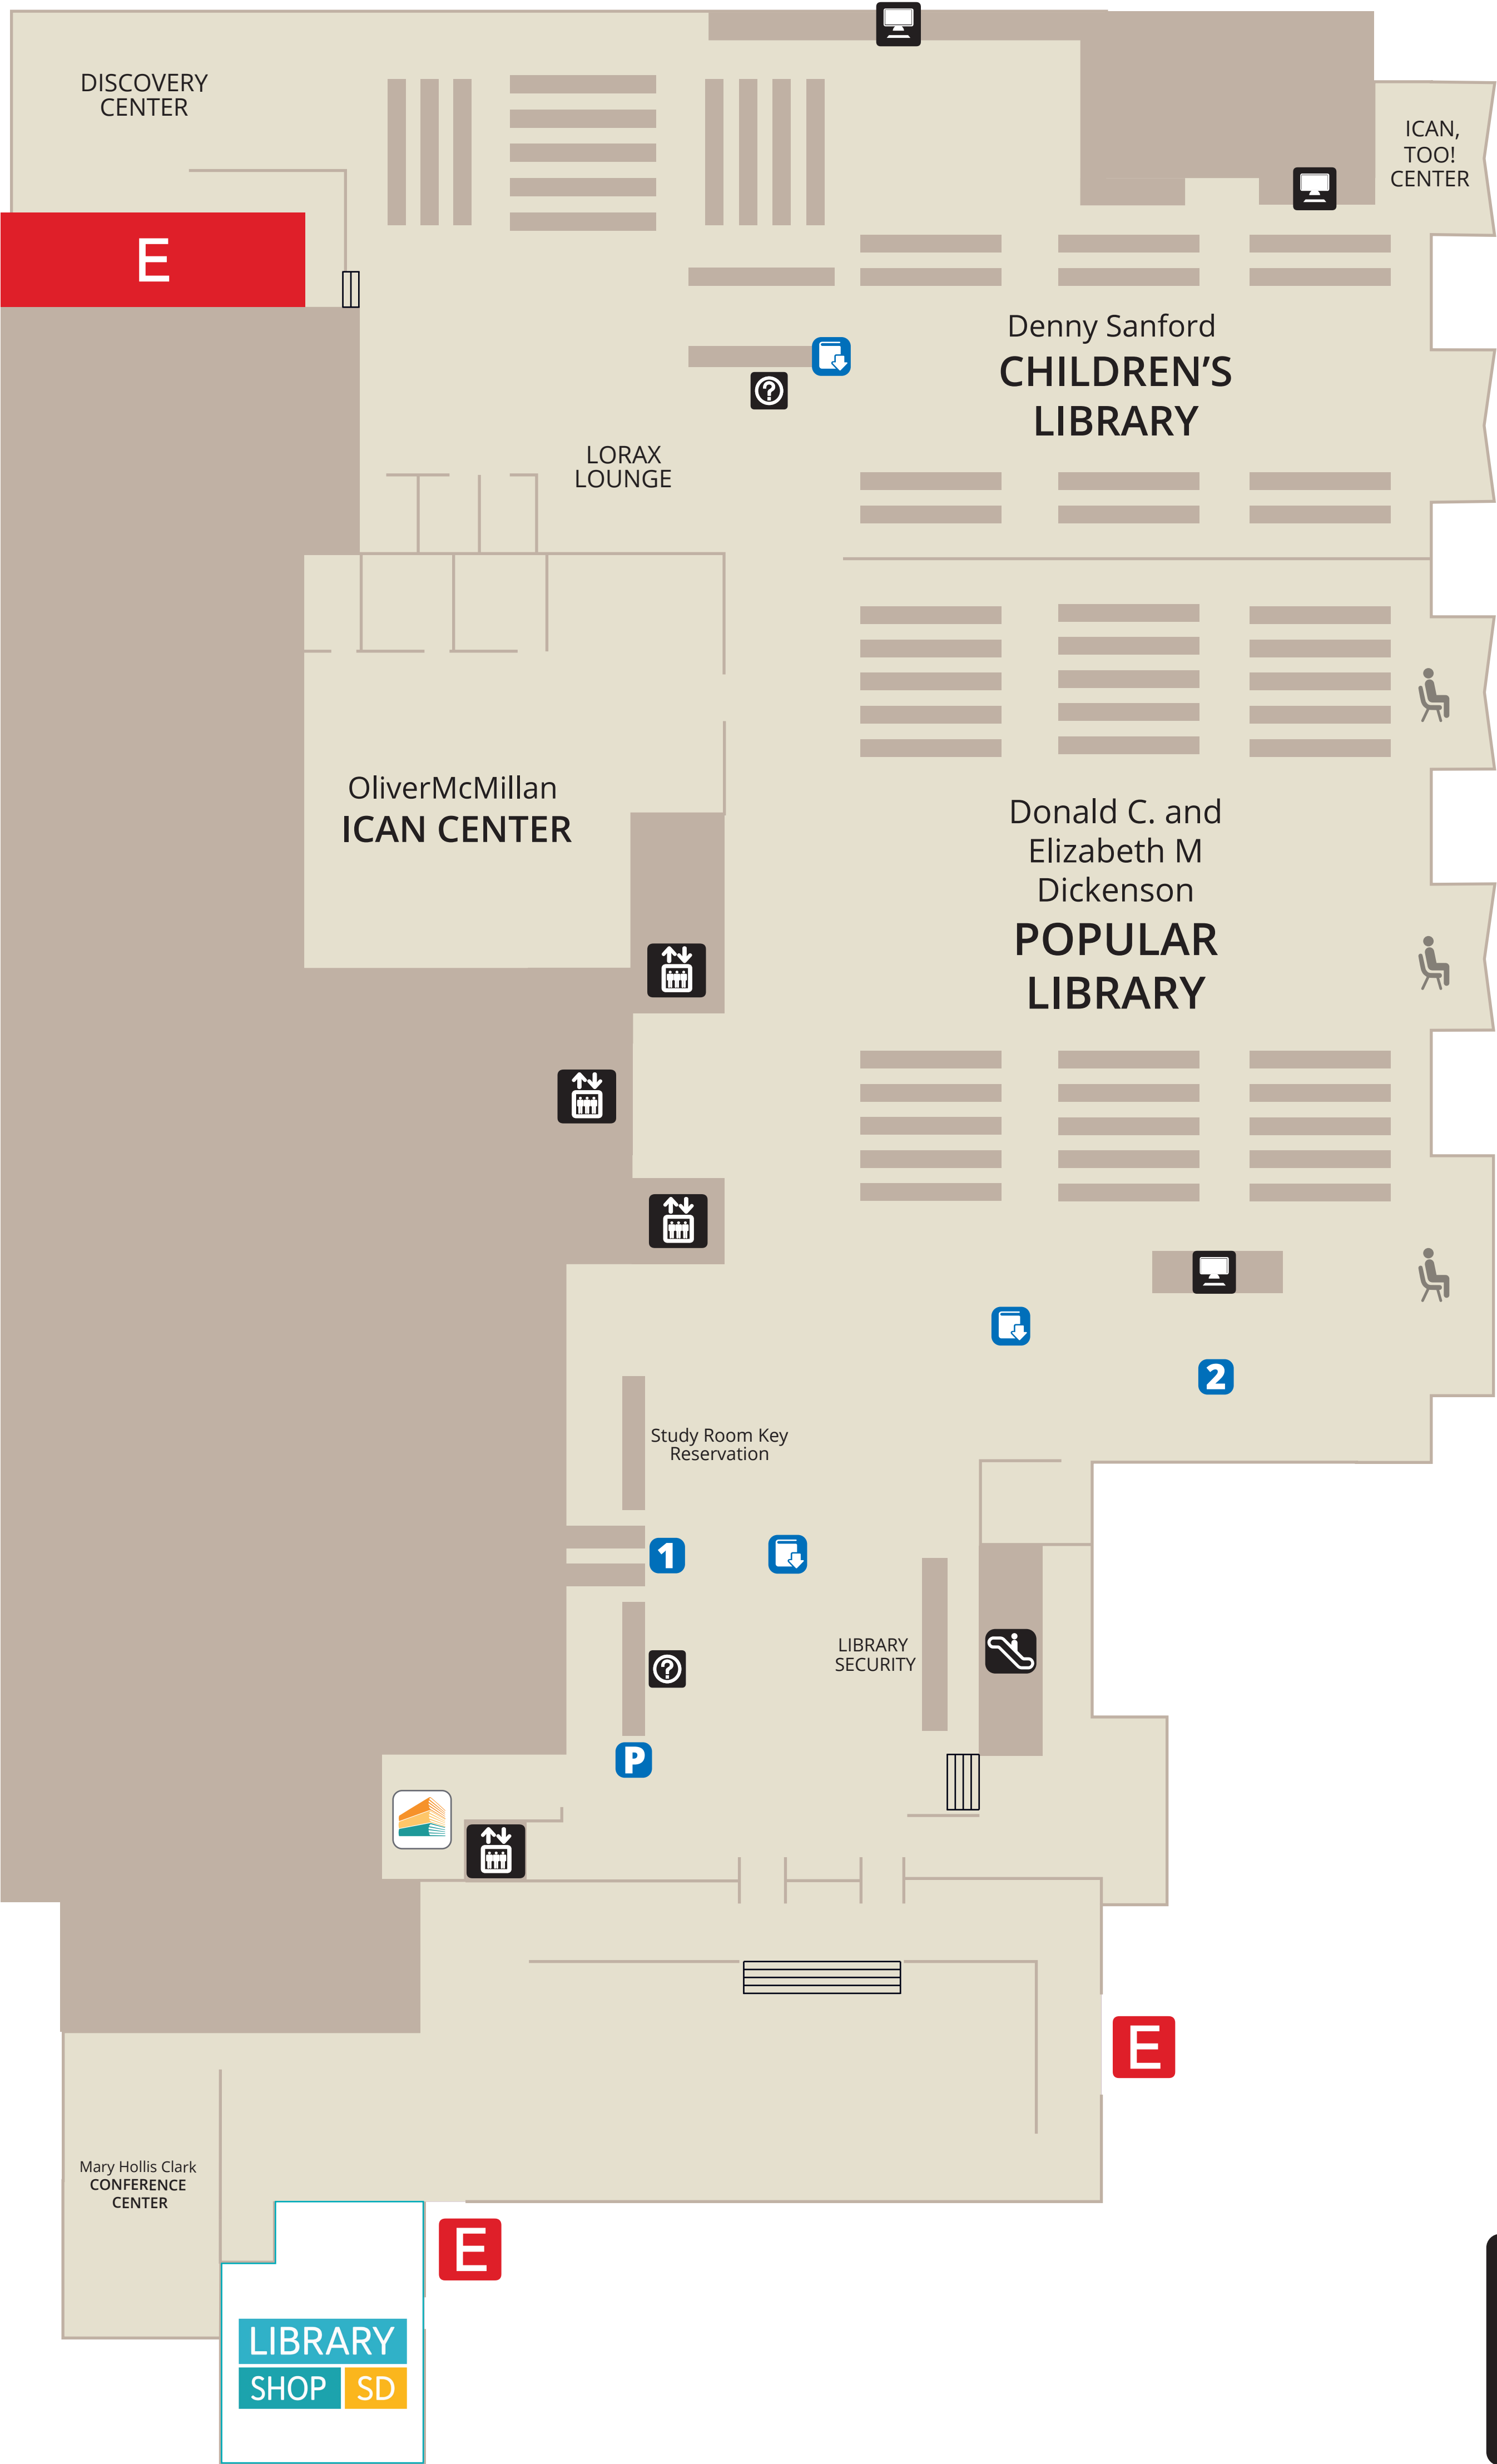 DISCOVERY
CENTER
ICAN,
TOO!
CENTER
E
Denny Sanford
CHILDREN’S
LIBRARY
?
LORAX
LOUNGE
OliverMcMillan
ICAN CENTER
Donald C. and
Elizabeth M
Dickenson
POPULAR
LIBRARY
2
Study Room Key
Reservation
1
LIBRARY
SECURITY
?
P
E
Mary Hollis Clark
CONFERENCE
CENTER
E
LIBRARY
SHOP SD